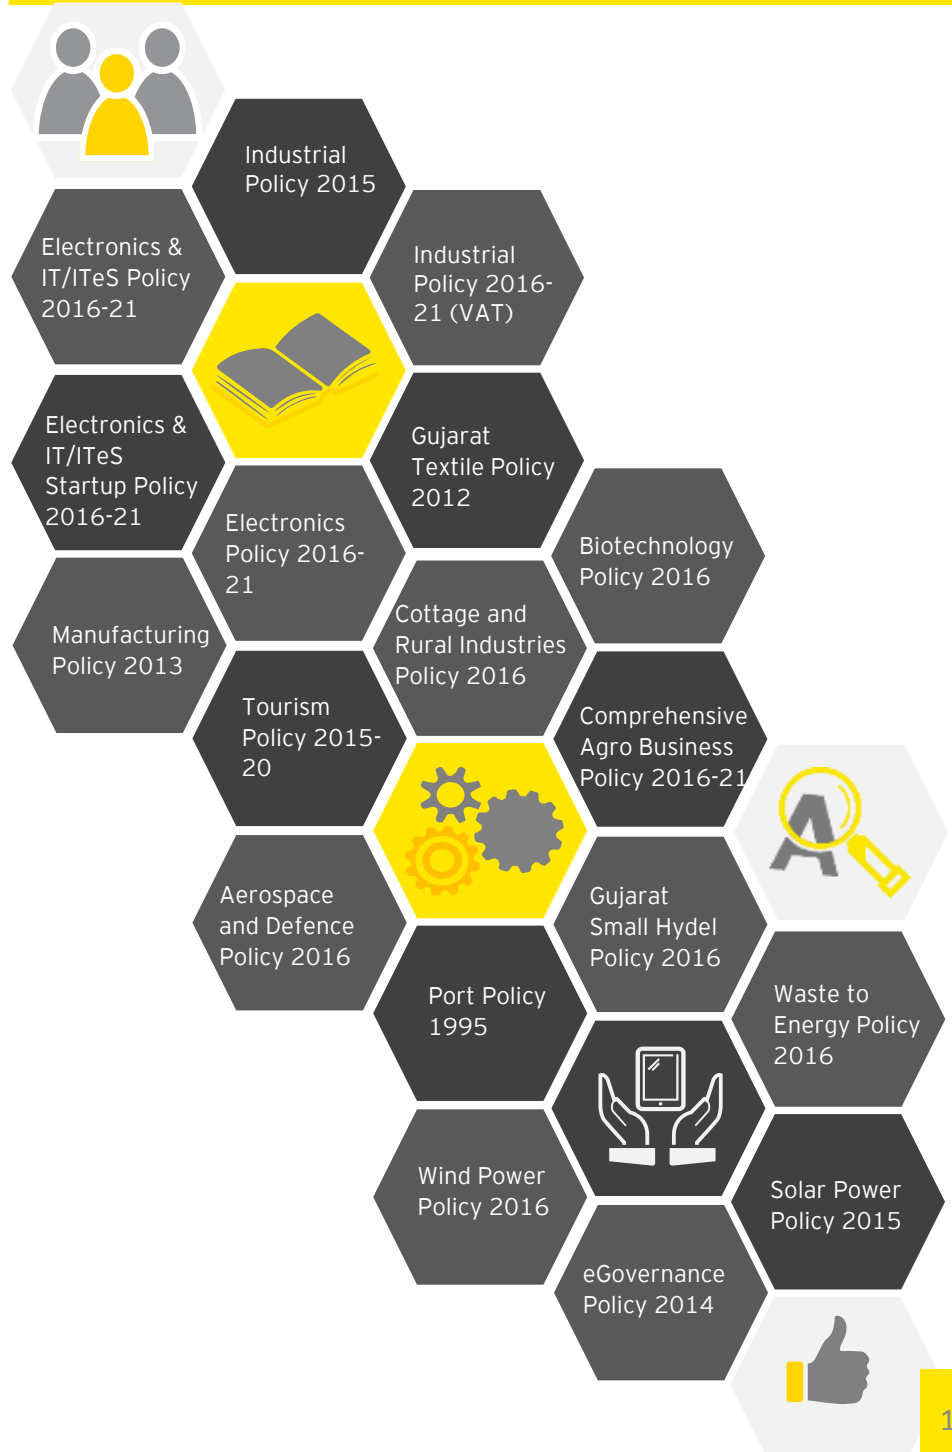 Industrial
Policy 2015
Electronics &
IT/ITeS Policy
2016-21
Industrial
Policy 2016-
21 (VAT)
Electronics &
IT/ITeS
Startup Policy
2016-21
Gujarat
Textile Policy
2012
Electronics
Policy 2016-
21
Biotechnology
Policy 2016
Manufacturing
Policy 2013
Cottage and
Rural Industries
Policy 2016
Tourism
Policy 2015-
20
Comprehensive
Agro Business
Policy 2016-21
A
Aerospace
and Defence
Policy 2016
Gujarat
Small Hydel
Policy 2016
Port Policy
1995
Waste to
Energy Policy
2016
Wind Power
Policy 2016
Solar Power
Policy 2015
eGovernance
Policy 2014
1